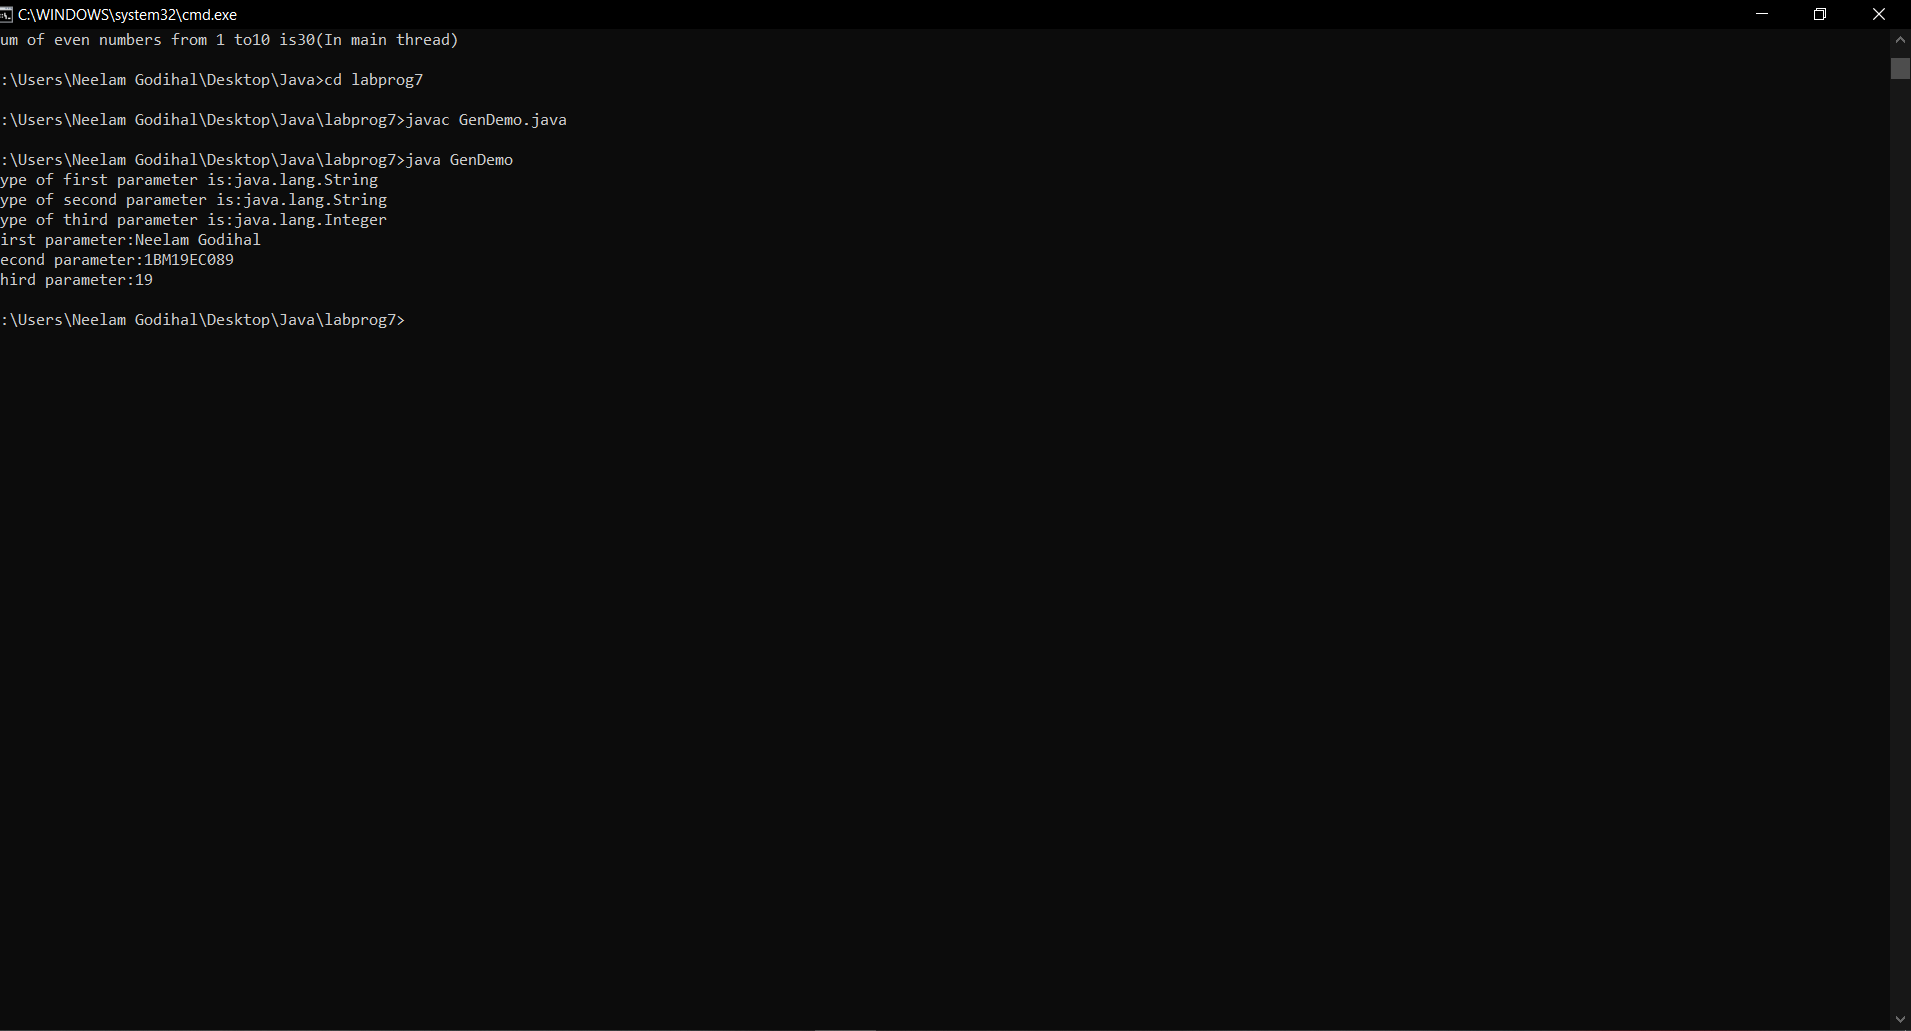 C:\WINDOWS\system32\cmd.exe
um of even numbers from 1 to10 is30(In main thread)
:\Users\Neelam Godihal\Desktop\Java>cd labprog7
:\Users\Neelam Godihal\Desktop\Java\labprog7>javac GenDemo.java
:\Users\Neelam Godihal\Desktop\Java\labprog7>java GenDemo
ype of first parameter is:java.lang.String
ype of second parameter is:java.lang.String
ype of third parameter is:java.lang.Integer
irst parameter:Neelam Godihal
econd parameter:1BM19EC089
hird parameter:19
:\Users\Neelam Godihal\Desktop\Java\labprog7>